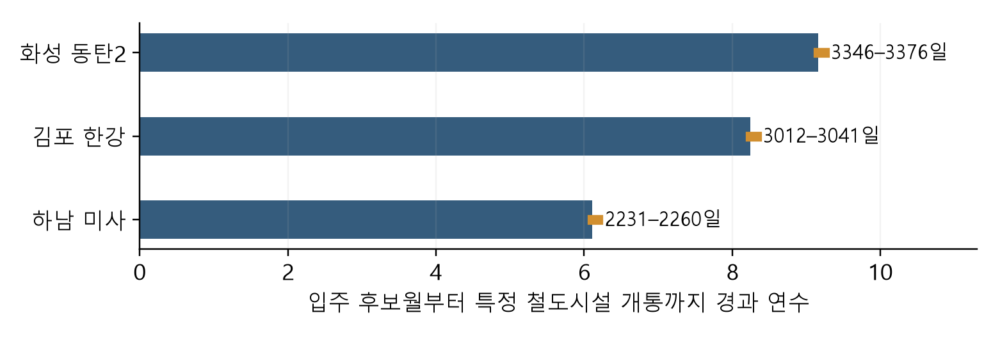 화성 동탄2
3346–3376일
김포 한강
3012–3041일
하남 미사
2231–2260일
0 2 4 6 8 10
입주 후보월부터 특정 철도시설 개통까지 경과 연수